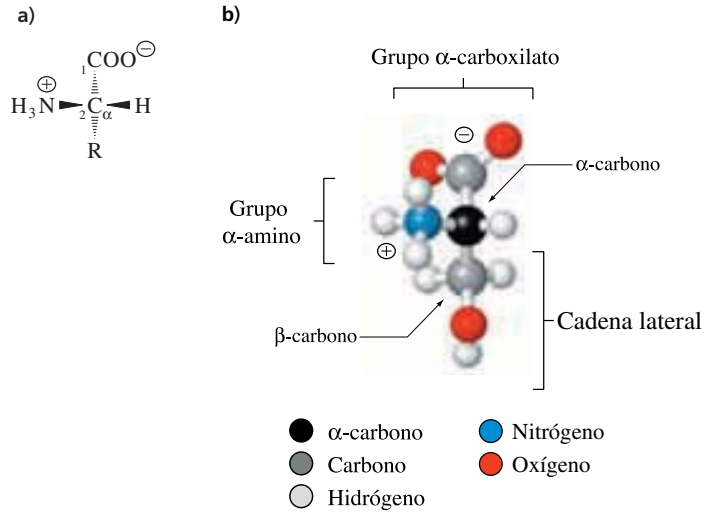 a)
1 COO⊖
⊕
H3N C H
2 α
R
b)
Grupo α-carboxilato
⊖
α-carbono
Grupo
α-amino
⊕
β-carbono
Cadena lateral
α-carbono
Nitrógeno
Carbono
Oxígeno
Hidrógeno